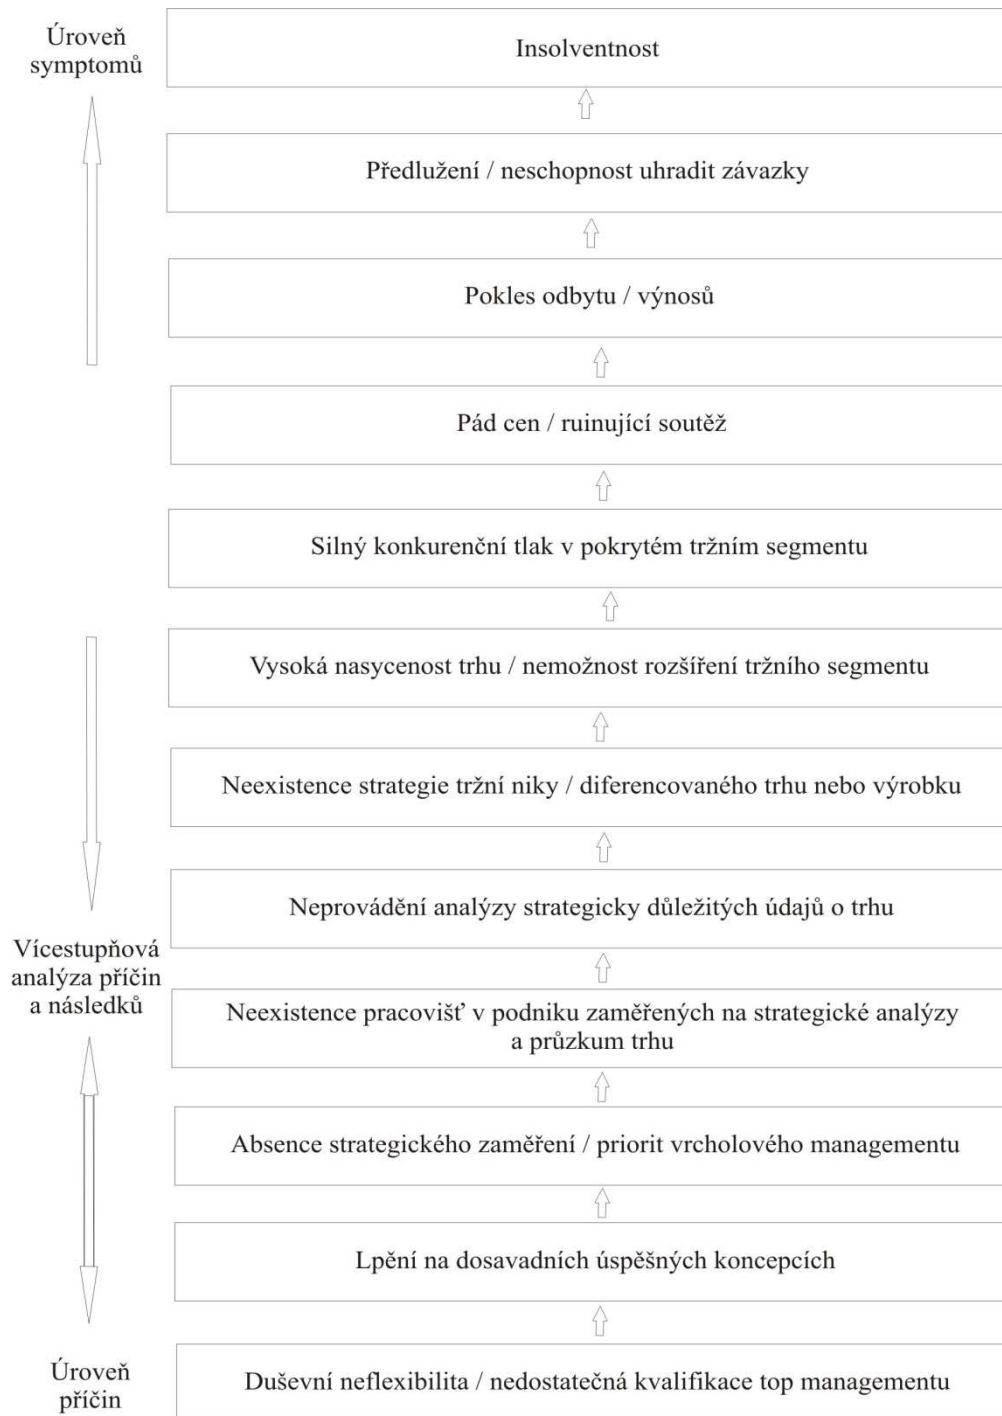 Úroveň
symptomů
Insolventnost
Předlužení / neschopnost uhradit závazky
Pokles odbytu / výnosů
Pád cen / ruinující soutěž
Silný konkurenční tlak v pokrytém tržním segmentu
Vysoká nasycenost trhu / nemožnost rozšíření tržního segmentu
Neexistence strategie tržní niky / diferencovaného trhu nebo výrobku
Neprovádění analýzy strategicky důležitých údajů o trhu
Vícestupňová
analýza příčin
a následků
Neexistence pracovišť v podniku zaměřených na strategické analýzy
a průzkum trhu
Absence strategického zaměření / priorit vrcholového managementu
Lpění na dosavadních úspěšných koncepcích
Úroveň
příčin
Duševní neflexibilita / nedostatečná kvalifikace top managementu